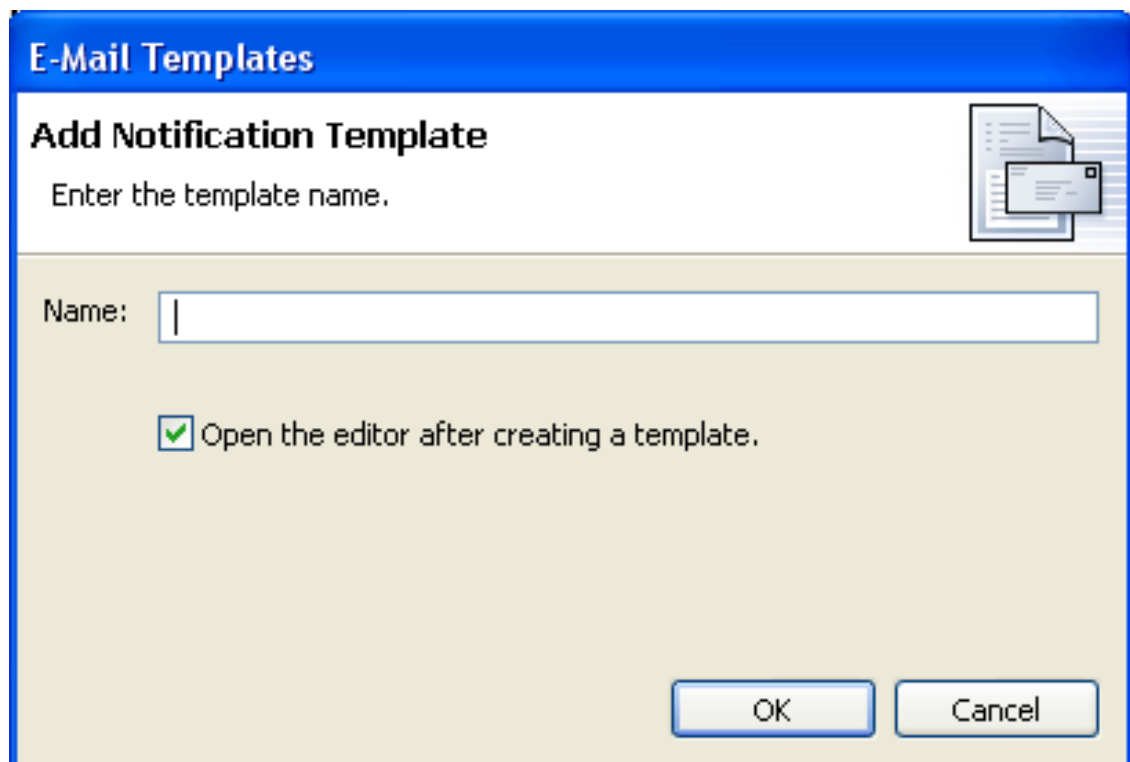 E-Mail Templates
Add Notification Template
Enter the template name.
Name:
Open the editor after creating a template.
OK Cancel